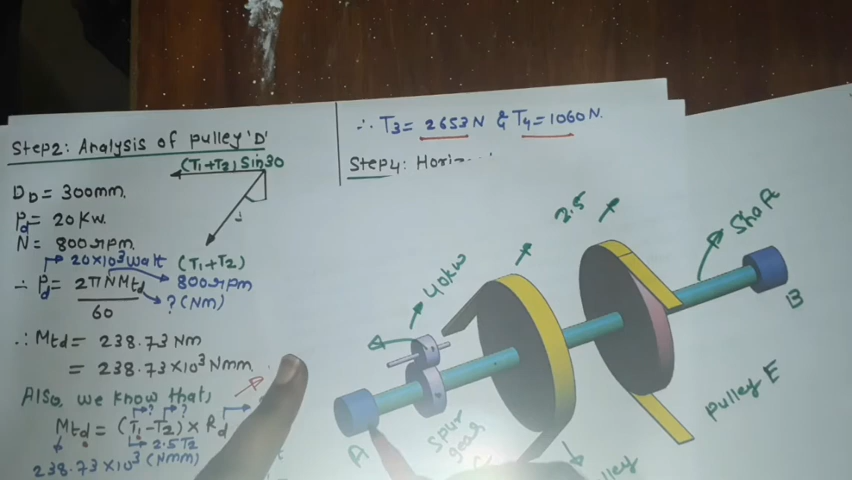 Step2: Analysis of pulley 'D'
(T1+T2) Sin30
DD = 300mm.
Pd = 20 Kw.
N = 800 rpm.
(T1+T2)
20×10³ watt
800rpm
∴ Pd = 2πNMtd
60
? (Nm)
∴ Mtd = 238.73 Nm
= 238.73×10³ Nmm.
Also, we know that,
? ?
Mtd = (T1-T2) × Rd
2.5T2
238.73×10³ (Nmm)
∴ T3 = 2653 N & T4 = 1060 N.
Step4:
2.5
Shaft
40kw
B
pulley E
A
spur
gear